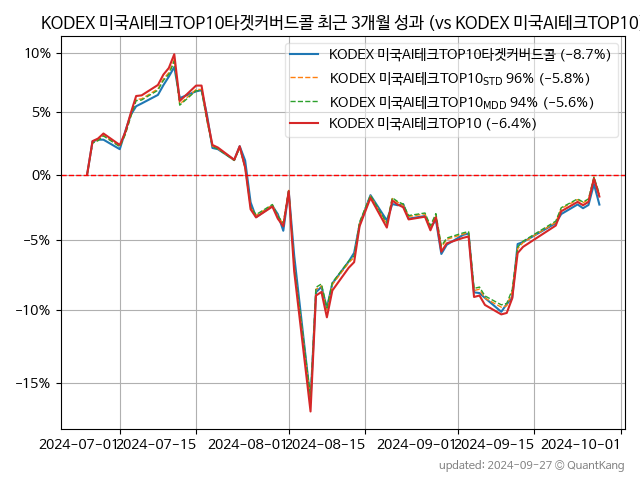 KODEX 미국AI테크TOP10타겟커버드콜 최근 3개월 성과 (vs KODEX 미국AI테크TOP10)
KODEX 미국AI테크TOP10타겟커버드콜 (−8.7%)
KODEX 미국AI테크TOP10STD 96% (−5.8%)
KODEX 미국AI테크TOP10MDD 94% (−5.6%)
KODEX 미국AI테크TOP10 (−6.4%)
10%
5%
0%
−5%
−10%
−15%
2024−07−01 2024−07−15 2024−08−01 2024−08−15 2024−09−01 2024−09−15 2024−10−01
updated: 2024−09−27 © QuantKang